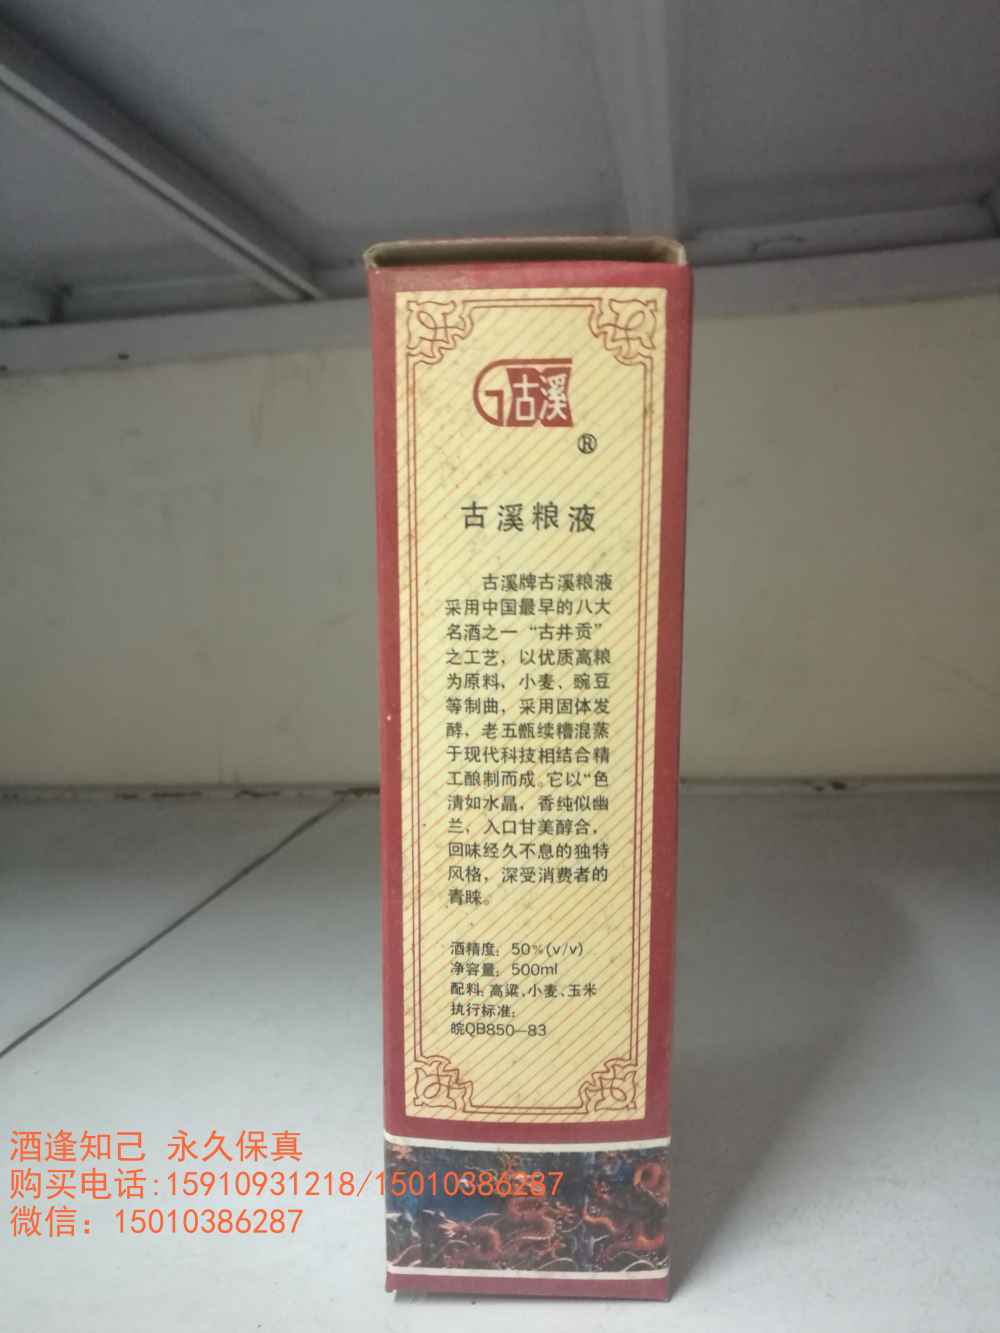 古溪
®
古溪粮液
古溪牌古溪粮液
采用中国最早的八大
名酒之一“古井贡”
之工艺，以优质高粮
为原料，小麦、豌豆
等制曲，采用固体发
酵，老五甑续糟混蒸
于现代科技相结合精
工酿制而成。它以“色
清如水晶，香纯似幽
兰，入口甘美醇合，
回味经久不息的独特
风格，深受消费者的
青睐。
酒精度：50%(v/v)
净容量：500ml
配料：高粱、小麦、玉米
执行标准：
皖QB850—83
酒逢知己 永久保真
购买电话:15910931218/15010386287
微信：15010386287